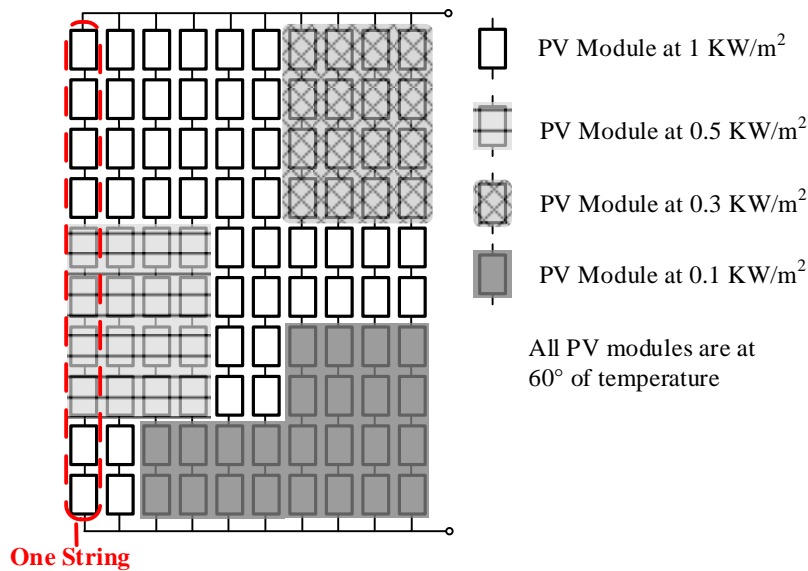 PV Module at 1 KW/m²
PV Module at 0.5 KW/m²
PV Module at 0.3 KW/m²
PV Module at 0.1 KW/m²
All PV modules are at
60° of temperature
One String